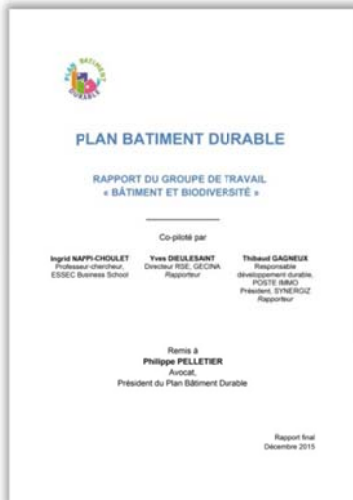 PLAN BATIMENT DURABLE
PLAN BATIMENT DURABLE
RAPPORT DU GROUPE DE TRAVAIL
« BÂTIMENT ET BIODIVERSITÉ »
Co-piloté par
Ingrid NAPPI-CHOULET
Professeur-chercheur,
ESSEC Business School
Yves DIEULESAINT
Directeur RSE, GECINA
Rapporteur
Thibaud GAGNEUX
Responsable
développement durable,
POSTE IMMO
Président, SYNERGIZ
Rapporteur
Remis à
Philippe PELLETIER
Avocat,
Président du Plan Bâtiment Durable
Rapport final
Décembre 2015